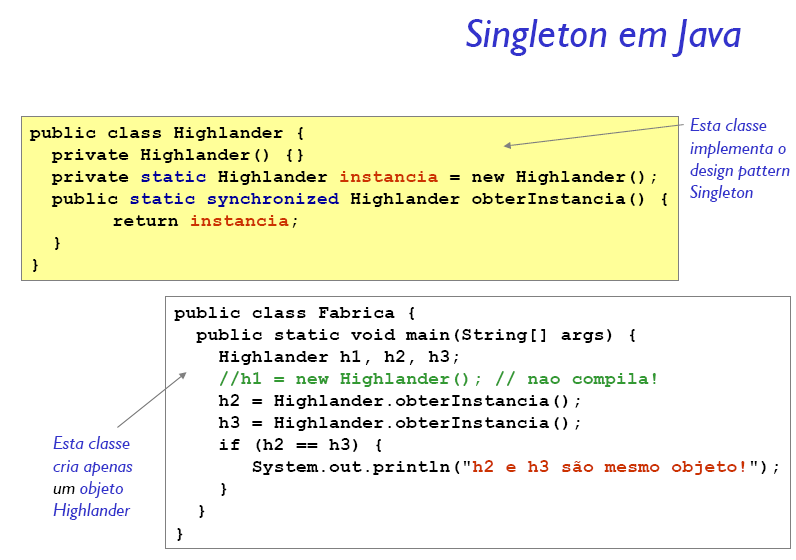 Singleton em Java
public class Highlander {
  private Highlander() {}
  private static Highlander instancia = new Highlander();
  public static synchronized Highlander obterInstancia() {
        return instancia;
  }
}
Esta classe
implementa o
design pattern
Singleton
public class Fabrica {
  public static void main(String[] args) {
    Highlander h1, h2, h3;
    //h1 = new Highlander(); // nao compila!
    h2 = Highlander.obterInstancia();
    h3 = Highlander.obterInstancia();
    if (h2 == h3) {
       System.out.println("h2 e h3 são mesmo objeto!");
    }
  }
}
Esta classe
cria apenas
um objeto
Highlander